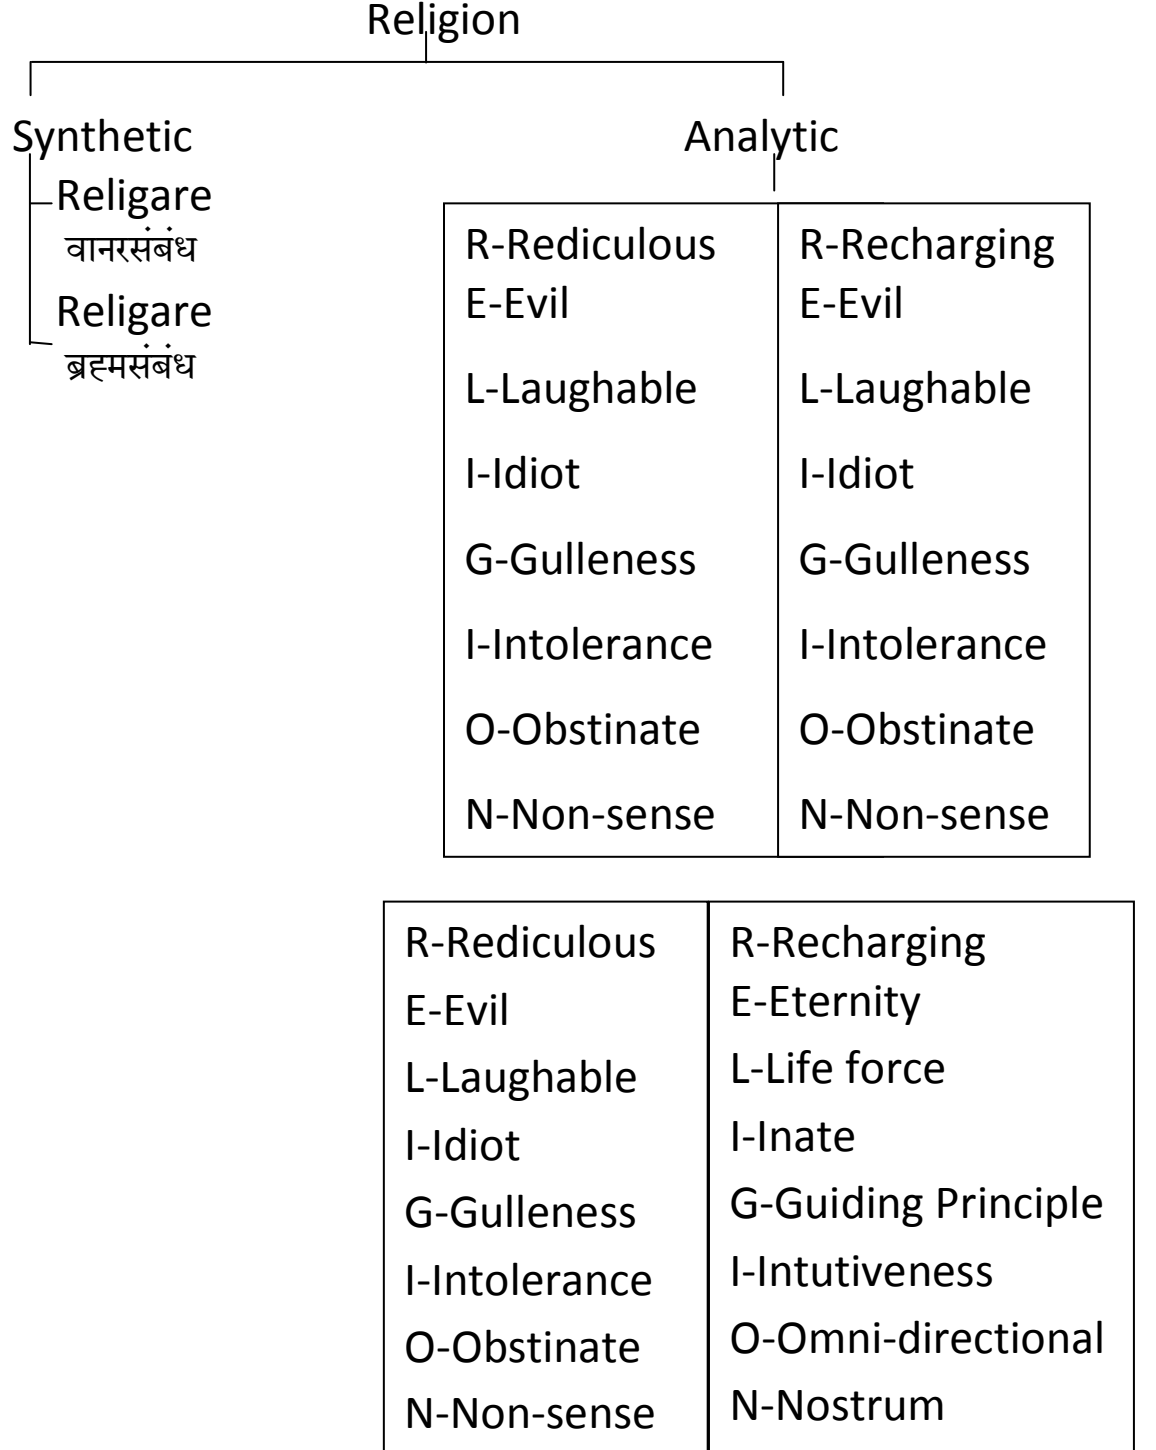 Religion
Synthetic
Analytic
Religare
वानरसंबंध
Religare
ब्रह्मसंबंध
R-Rediculous
E-Evil
L-Laughable
I-Idiot
G-Gulleness
I-Intolerance
O-Obstinate
N-Non-sense
R-Recharging
E-Evil
L-Laughable
I-Idiot
G-Gulleness
I-Intolerance
O-Obstinate
N-Non-sense
R-Rediculous
E-Evil
L-Laughable
I-Idiot
G-Gulleness
I-Intolerance
O-Obstinate
N-Non-sense
R-Recharging
E-Eternity
L-Life force
I-Inate
G-Guiding Principle
I-Intutiveness
O-Omni-directional
N-Nostrum